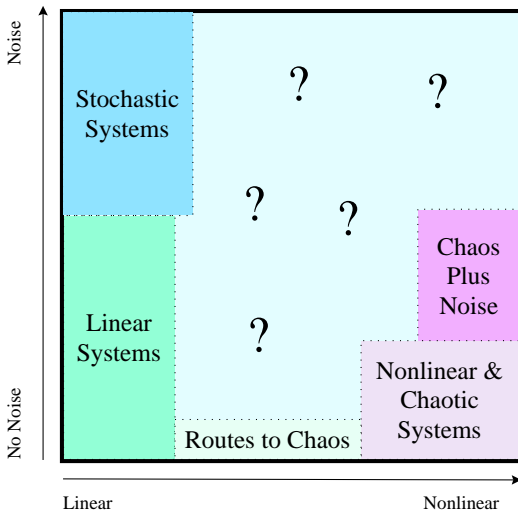 Noise
?
?
Stochastic
Systems
?
?
Chaos
Plus
Noise
Linear
Systems
?
Nonlinear &
Chaotic
Systems
Routes to Chaos
No Noise
Linear
Nonlinear